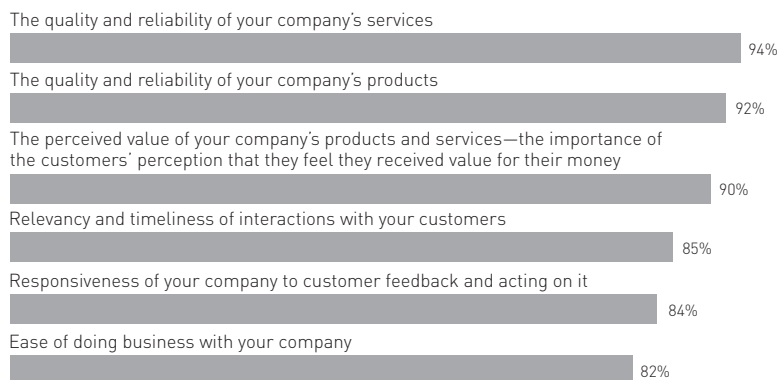 The quality and reliability of your company's services
94%
The quality and reliability of your company's products
92%
The perceived value of your company's products and services—the importance of
the customers' perception that they feel they received value for their money
90%
Relevancy and timeliness of interactions with your customers
85%
Responsiveness of your company to customer feedback and acting on it
84%
Ease of doing business with your company
82%